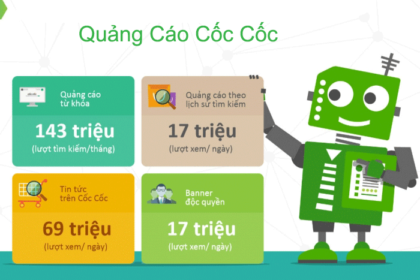 Quảng Cáo Cốc Cốc
Quảng cáo
từ khóa
143 triệu
(lượt tìm kiếm/tháng)
Quảng cáo theo
lịch sử tìm kiếm
17 triệu
(lượt xem/ ngày)
Tin tức
trên Cốc Cốc
69 triệu
(lượt xem/ ngày)
Banner
độc quyền
17 triệu
(lượt xem/ ngày)